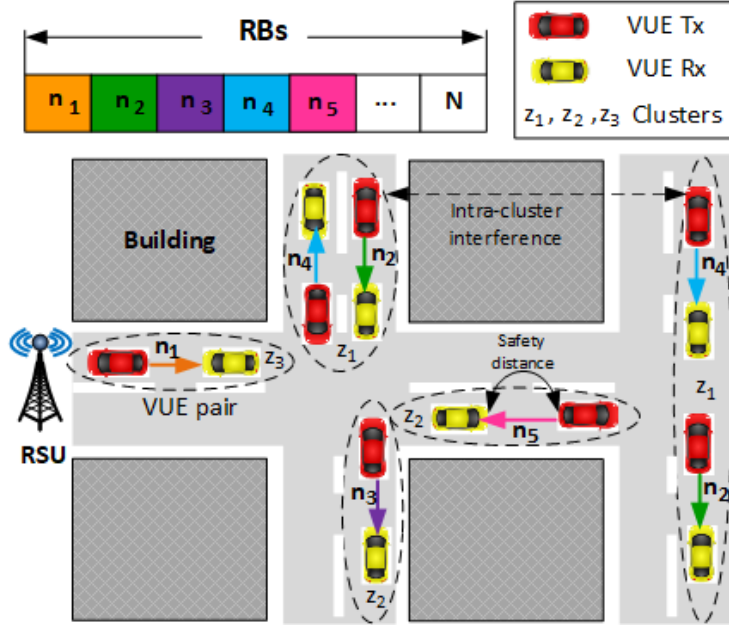 RBs
n1 n2 n3 n4 n5 ... N
VUE Tx
VUE Rx
z1, z2 ,z3 Clusters
Building
Intra-cluster
interference
n4
n2
n4
z1
RSU
n1
z3
VUE pair
Safety
distance
z1
z2
n5
n3
n2
z2